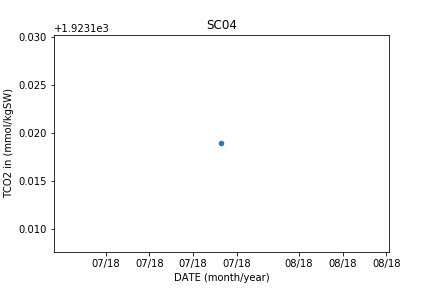 SC04
+1.9231e3
0.030
0.025
0.020
0.015
0.010
TCO2 in (mmol/kgSW)
07/18 07/18 07/18 07/18 08/18 08/18 08/18
DATE (month/year)